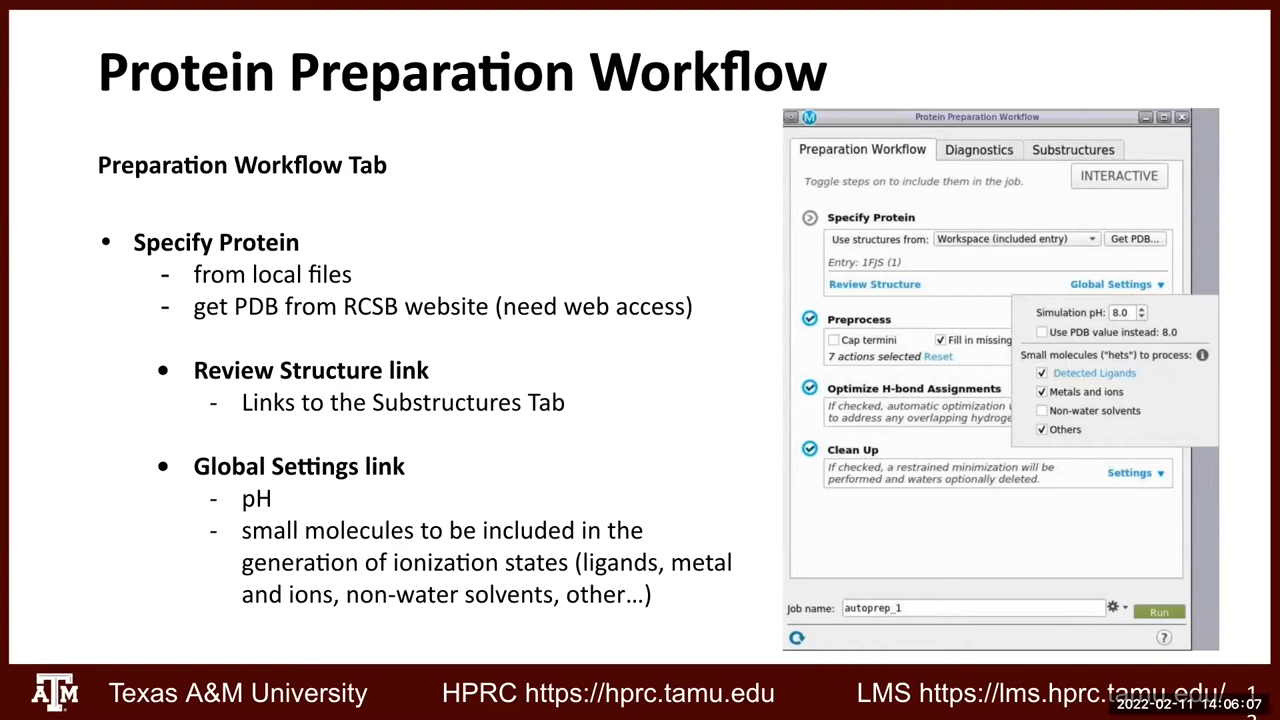 Protein Preparation Workflow
Preparation Workflow Tab
• Specify Protein
- from local files
- get PDB from RCSB website (need web access)
• Review Structure link
- Links to the Substructures Tab
• Global Settings link
- pH
- small molecules to be included in the
generation of ionization states (ligands, metal
and ions, non-water solvents, other…)
Protein Preparation Workflow
Preparation Workflow Diagnostics Substructures
Toggle steps on to include them in the job. INTERACTIVE
Specify Protein
Use structures from: Workspace (included entry) Get PDB...
Entry: 1FJS (1)
Review Structure Global Settings
Simulation pH: 8.0
Use PDB value instead: 8.0
Small molecules ("hets") to process:
Detected Ligands
Metals and ions
Non-water solvents
Others
Preprocess
Cap termini Fill in missing
7 actions selected Reset
Optimize H-bond Assignments
If checked, automatic optimization
to address any overlapping
Clean Up
If checked, a restrained minimization will be
performed and waters optionally deleted.
Settings
Job name: autoprep_1 Run
?
ATM Texas A&M University HPRC https://hprc.tamu.edu LMS https://lms.hprc.tamu.edu/ 1
2022-02-11 14:06:07